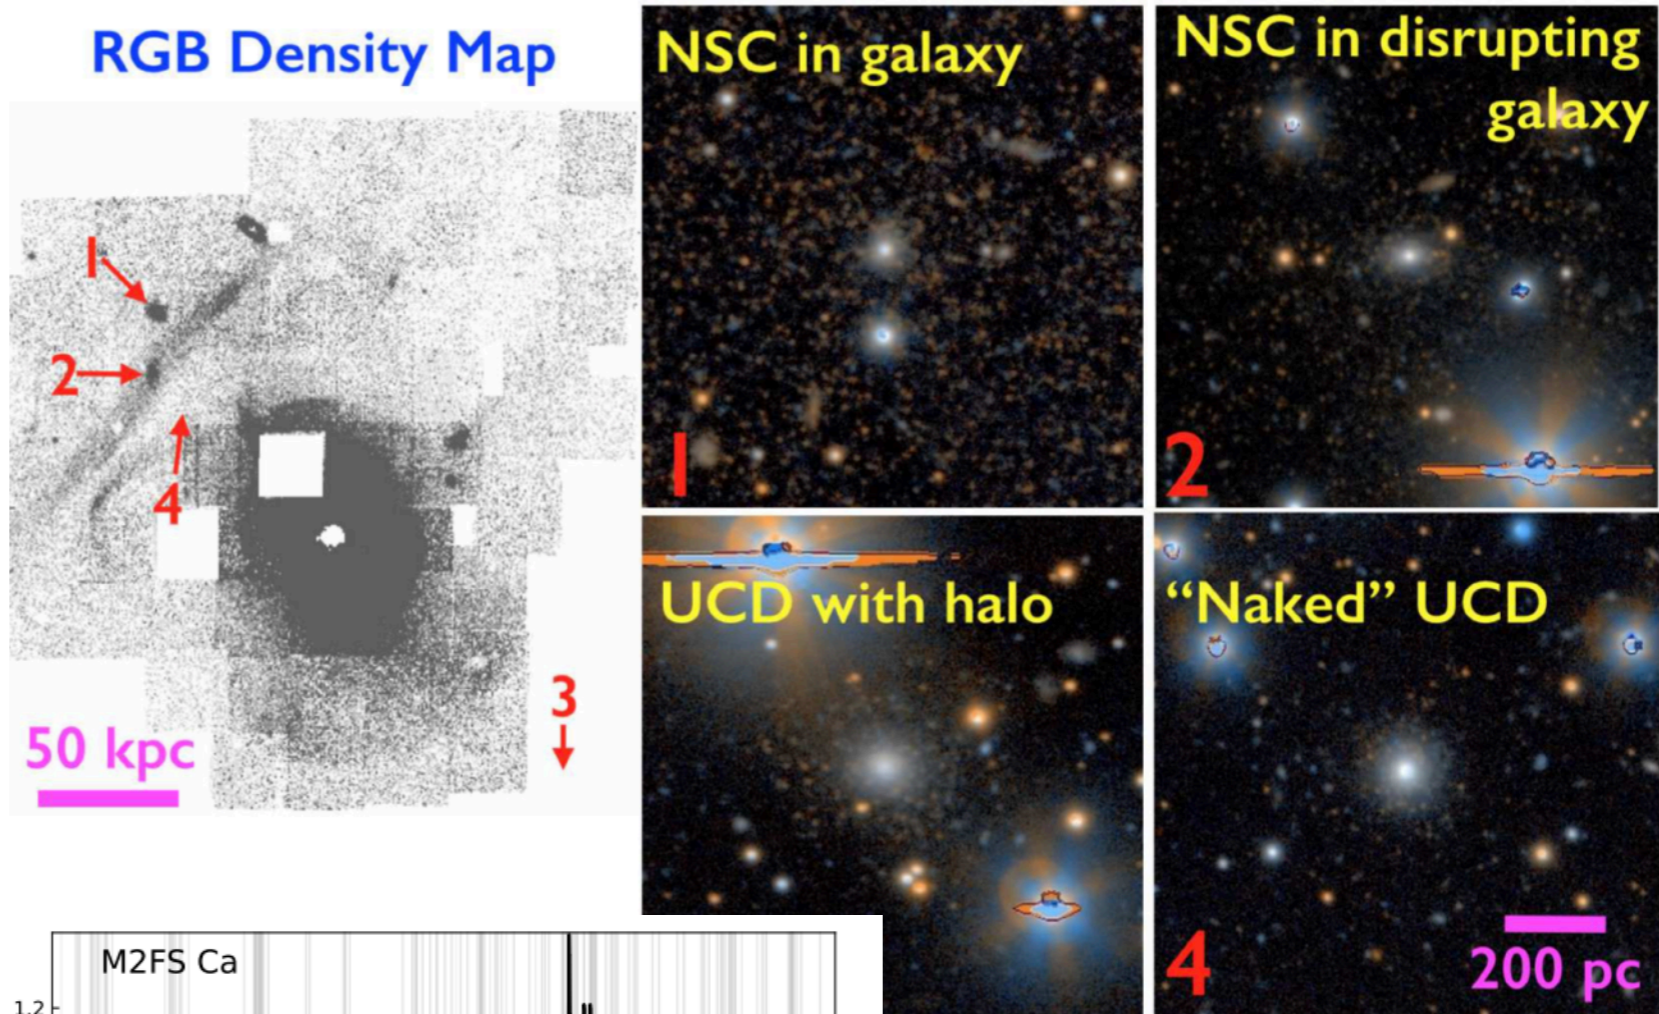 RGB Density Map
1
2
4
3
50 kpc
NSC in galaxy
1
NSC in disrupting
galaxy
2
UCD with halo
"Naked" UCD
4
200 pc
M2FS Ca
1.2